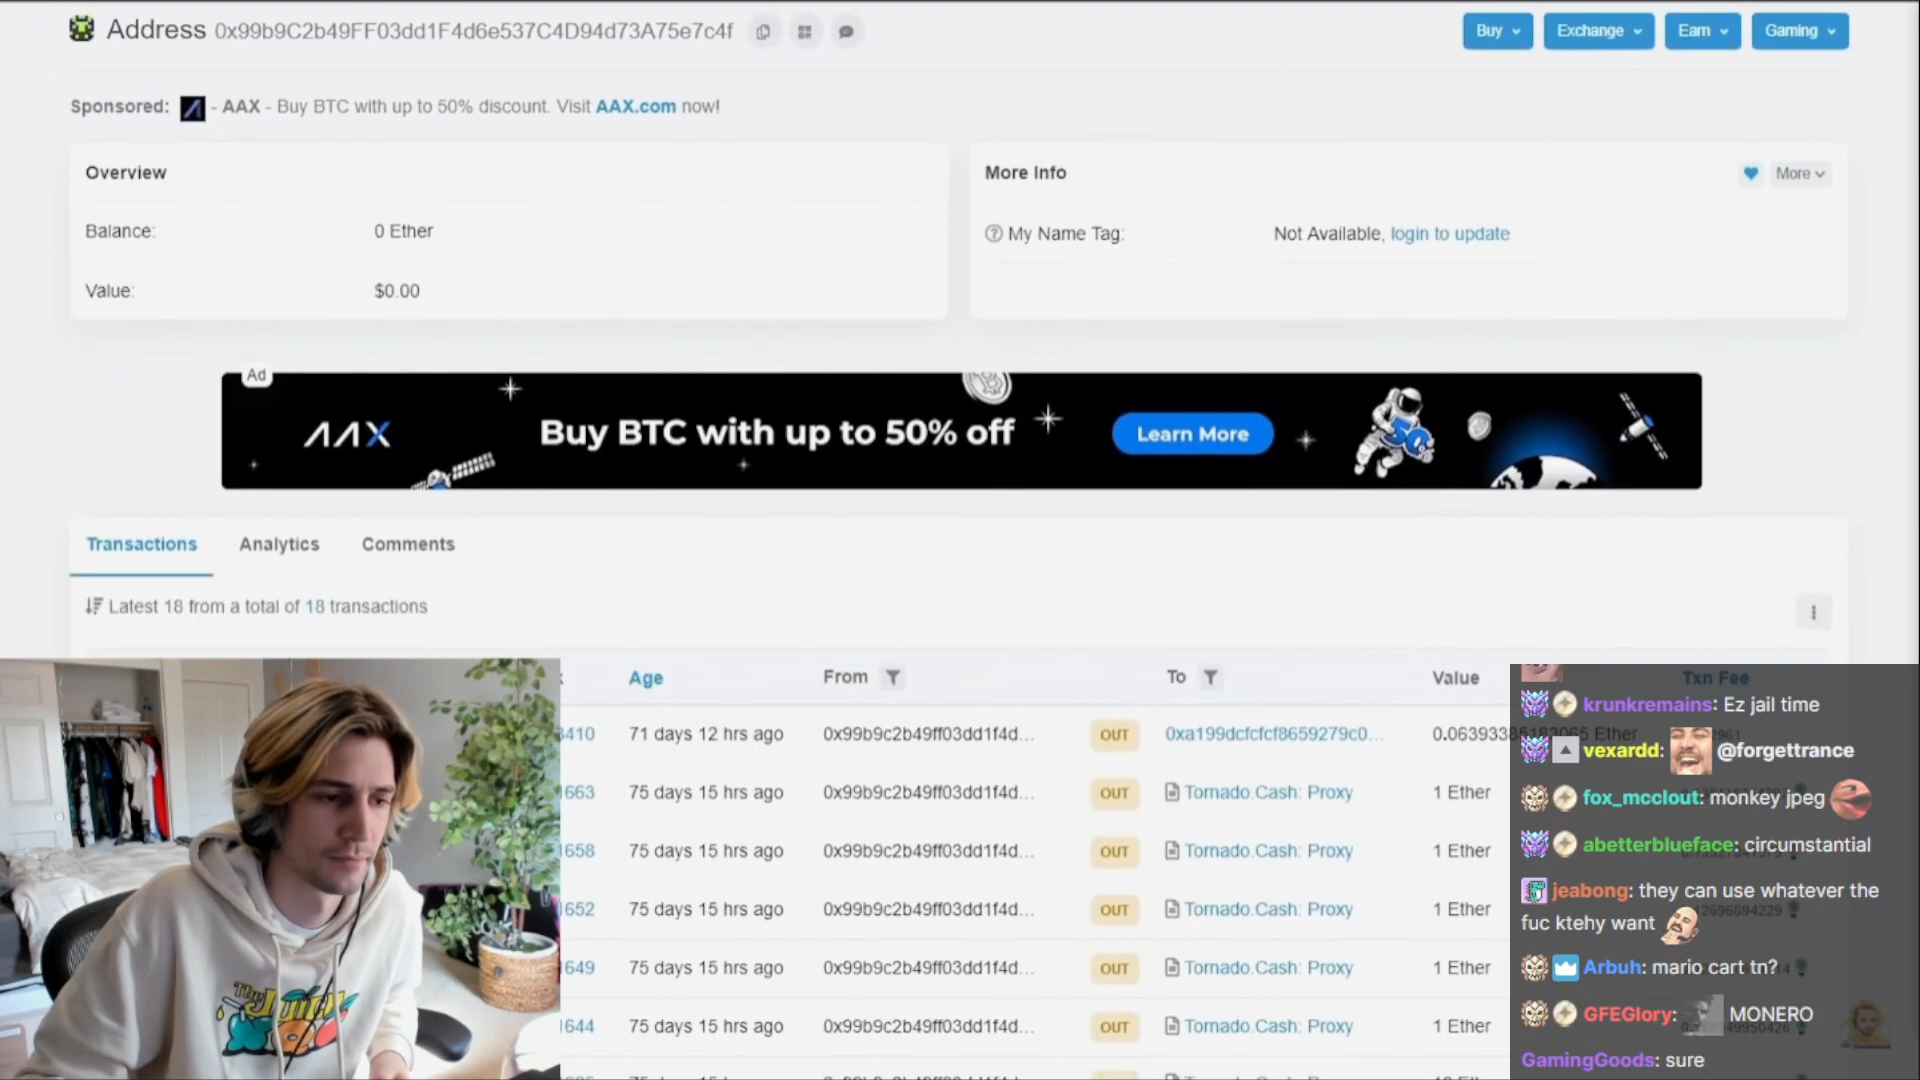 Address 0x99b9C2b49FF03dd1F4d6e537C4D94d73A75e7c4f
Buy Exchange Earn Gaming
Sponsored: - AAX - Buy BTC with up to 50% discount. Visit AAX.com now!
Overview
Balance: 0 Ether
Value: $0.00
More Info
More
My Name Tag: Not Available, login to update
Ad
AAX Buy BTC with up to 50% off Learn More
Transactions Analytics Comments
Latest 18 from a total of 18 transactions
Age From To Value Txn Fee
410 71 days 12 hrs ago 0x99b9c2b49ff03dd1f4d... OUT 0xa199dcfcfcf8659279c0...
663 75 days 15 hrs ago 0x99b9c2b49ff03dd1f4d... OUT Tornado.Cash: Proxy 1 Ether
1658 75 days 15 hrs ago 0x99b9c2b49ff03dd1f4d... OUT Tornado.Cash: Proxy 1 Ether
1652 75 days 15 hrs ago 0x99b9c2b49ff03dd1f4d... OUT Tornado.Cash: Proxy 1 Ether
1649 75 days 15 hrs ago 0x99b9c2b49ff03dd1f4d... OUT Tornado.Cash: Proxy 1 Ether
1644 75 days 15 hrs ago 0x99b9c2b49ff03dd1f4d... OUT Tornado.Cash: Proxy 1 Ether
krunkremains: Ez jail time
vexardd: @forgettrance
fox_mcclout: monkey jpeg
abetterblueface: circumstantial
jeabong: they can use whatever the
fuc ktehy want
Arbuh: mario cart tn?
GFEGlory: MONERO
GamingGoods: sure